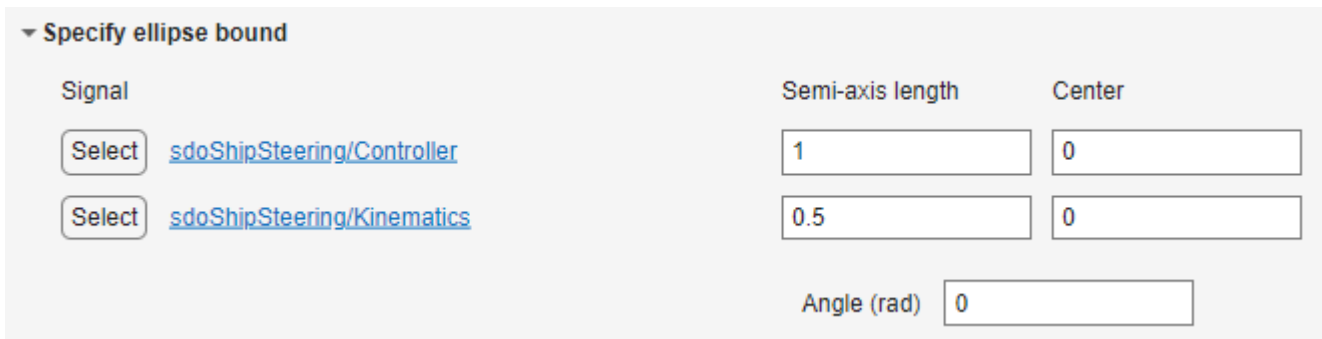 Specify ellipse bound
Signal Semi-axis length Center
Select sdoShipSteering/Controller 1 0
Select sdoShipSteering/Kinematics 0.5 0
Angle (rad) 0